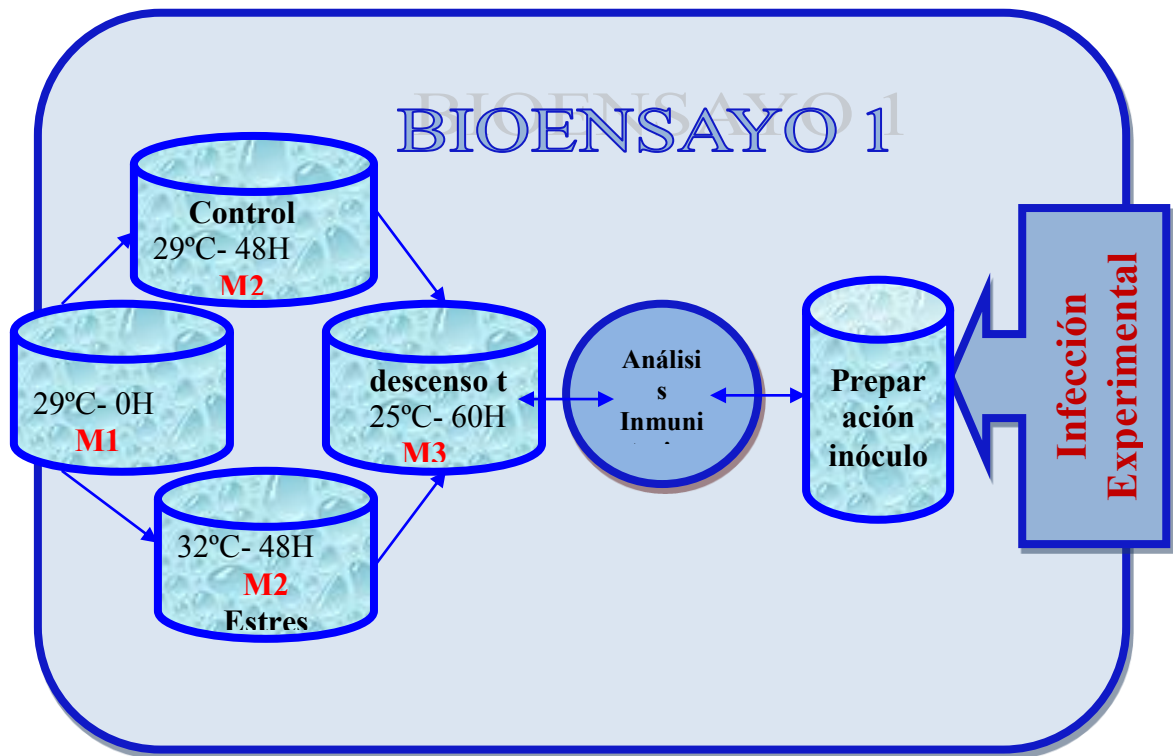 BIOENSAYO 1
Control
29ºC- 48H
M2
29ºC- 0H
M1
descenso t
25ºC- 60H
M3
32ºC- 48H
M2
Estres
Análisi
s
Inmuni
Prepar
ación
inóculo
Infección
Experimental